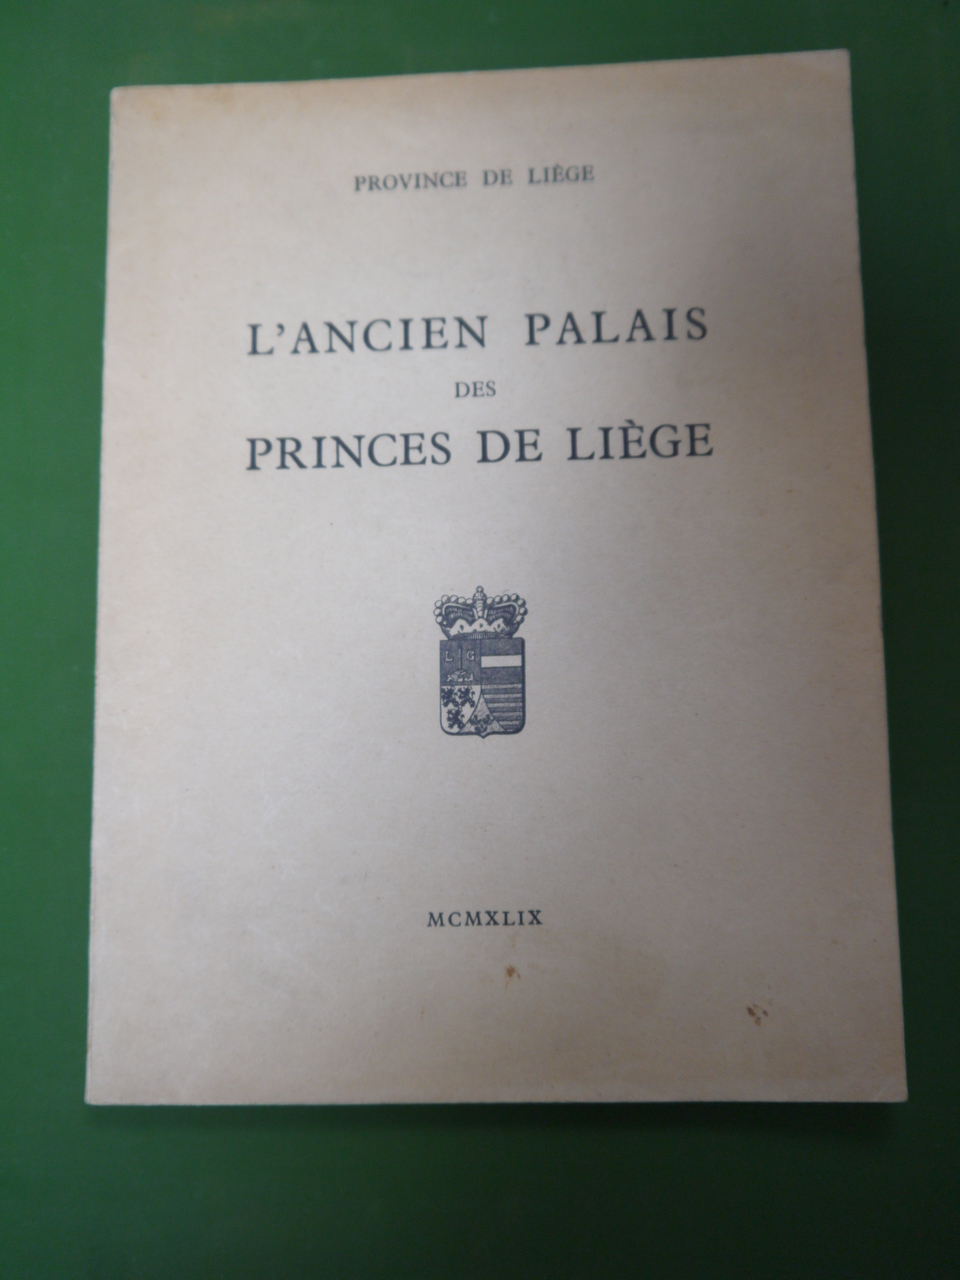 PROVINCE DE LIÈGE
L'ANCIEN PALAIS
DES
PRINCES DE LIÈGE
L G
MCMXLIX